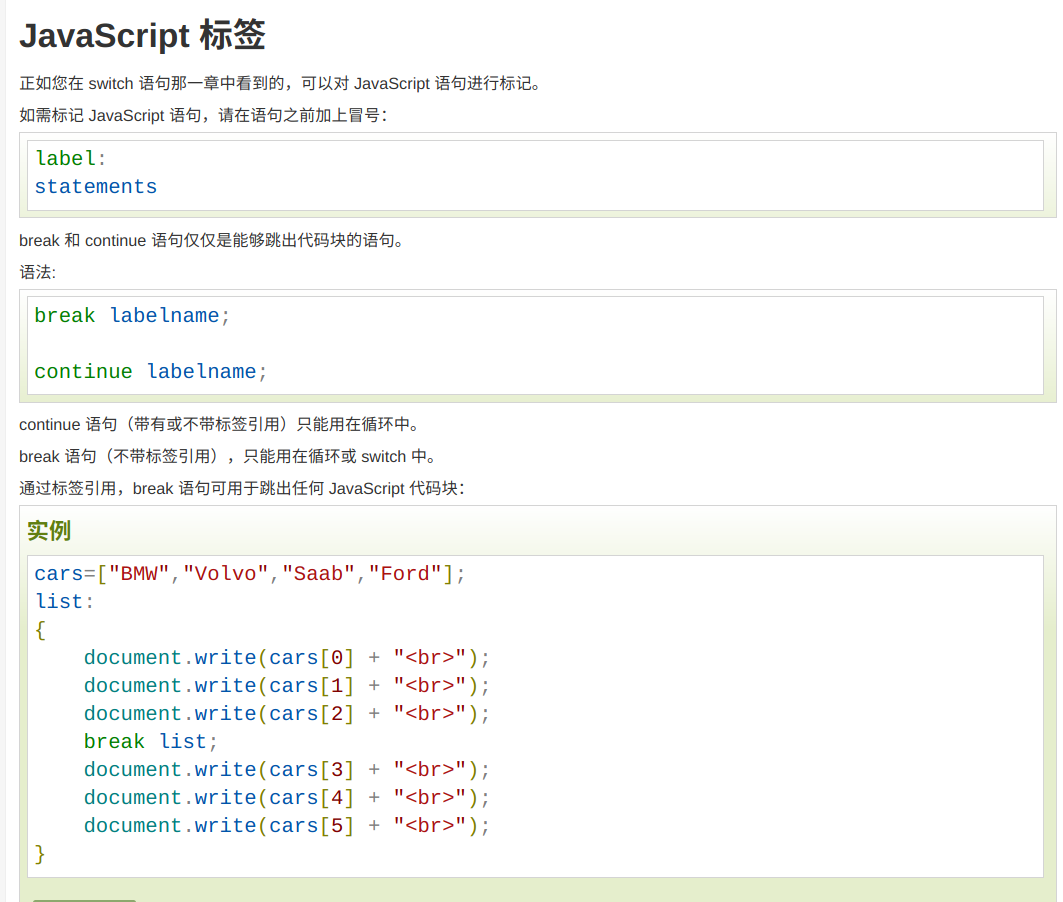 JavaScript 标签
正如您在 switch 语句那一章中看到的，可以对 JavaScript 语句进行标记。
如需标记 JavaScript 语句，请在语句之前加上冒号：
label:
statements
break 和 continue 语句仅仅是能够跳出代码块的语句。
语法:
break labelname;
continue labelname;
continue 语句（带有或不带标签引用）只能用在循环中。
break 语句（不带标签引用），只能用在循环或 switch 中。
通过标签引用，break 语句可用于跳出任何 JavaScript 代码块：
实例
cars=["BMW","Volvo","Saab","Ford"];
list:
{
    document.write(cars[0] + "<br>");
    document.write(cars[1] + "<br>");
    document.write(cars[2] + "<br>");
    break list;
    document.write(cars[3] + "<br>");
    document.write(cars[4] + "<br>");
    document.write(cars[5] + "<br>");
}